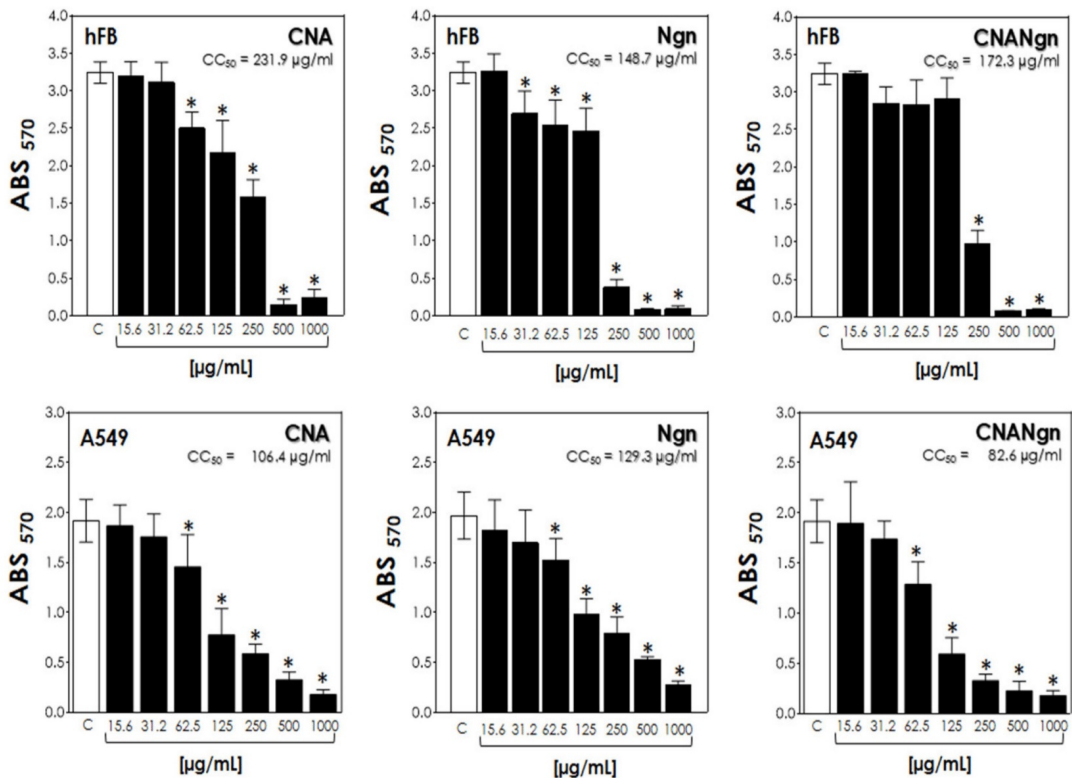 hFB CNA
CC50 = 231.9 µg/ml
ABS 570
4.0
3.5
3.0
2.5
2.0
1.5
1.0
0.5
0.0
* * * * *
C 15.6 31.2 62.5 125 250 500 1000
[µg/mL]
hFB Ngn
CC50 = 148.7 µg/ml
ABS 570
4.0
3.5
3.0
2.5
2.0
1.5
1.0
0.5
0.0
* * * * * *
C 15.6 31.2 62.5 125 250 500 1000
[µg/mL]
hFB CNANgn
CC50 = 172.3 µg/ml
ABS 570
4.0
3.5
3.0
2.5
2.0
1.5
1.0
0.5
0.0
* * *
C 15.6 31.2 62.5 125 250 500 1000
[µg/mL]
A549 CNA
CC50 = 106.4 µg/ml
ABS 570
3.0
2.5
2.0
1.5
1.0
0.5
0.0
* * * * *
C 15.6 31.2 62.5 125 250 500 1000
[µg/mL]
A549 Ngn
CC50 = 129.3 µg/ml
ABS 570
3.0
2.5
2.0
1.5
1.0
0.5
0.0
* * * * *
C 15.6 31.2 62.5 125 250 500 1000
[µg/mL]
A549 CNANgn
CC50 = 82.6 µg/ml
ABS 570
3.0
2.5
2.0
1.5
1.0
0.5
0.0
* * * * *
C 15.6 31.2 62.5 125 250 500 1000
[µg/mL]